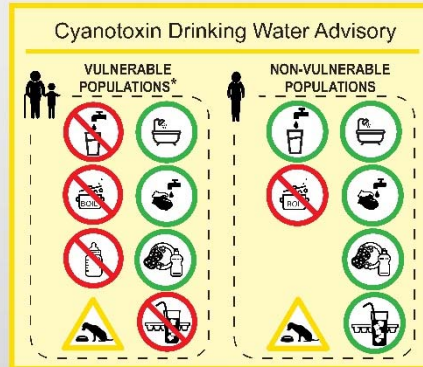 Cyanotoxin Drinking Water Advisory
VULNERABLE
POPULATIONS*
NON-VULNERABLE
POPULATIONS
BOIL
BOIL